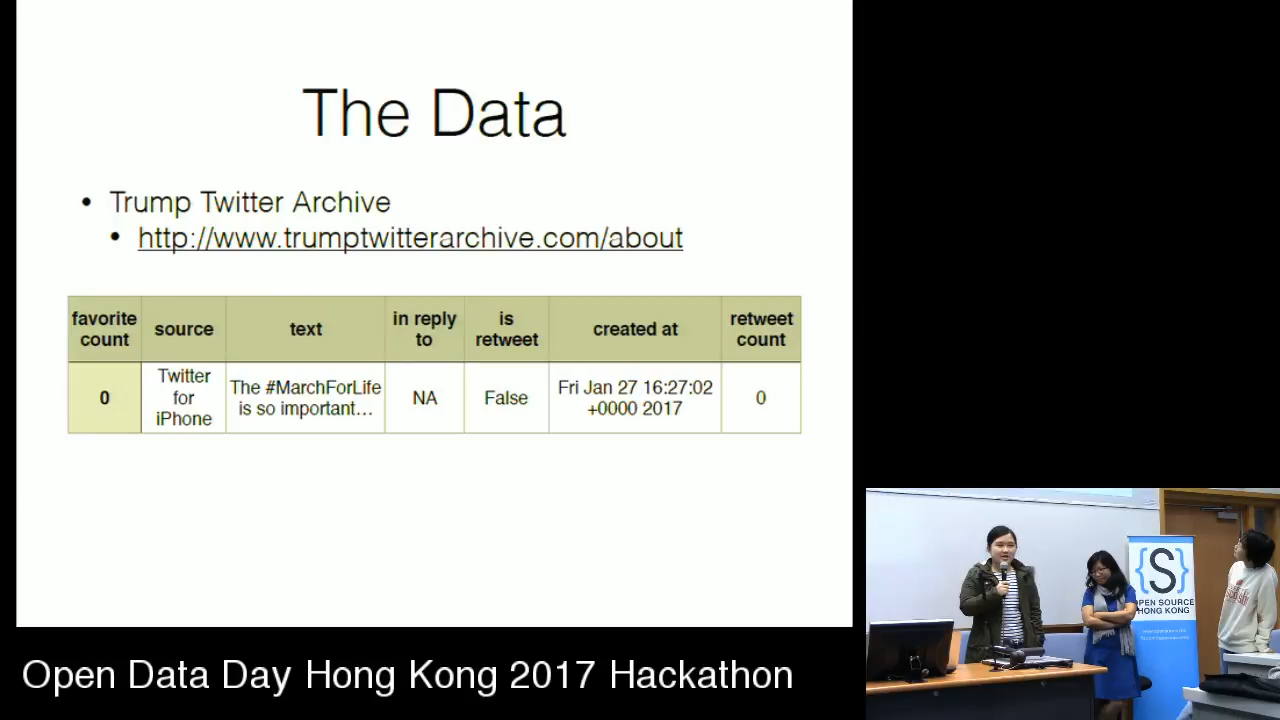 The Data
• Trump Twitter Archive
• http://www.trumptwitterarchive.com/about
favorite count | source | text | in reply to | is retweet | created at | retweet count
0 | Twitter for iPhone | The #MarchForLife is so important... | NA | False | Fri Jan 27 16:27:02 +0000 2017 | 0
{S}
OPEN SOURCE
HONG KONG
Open Data Day Hong Kong 2017 Hackathon